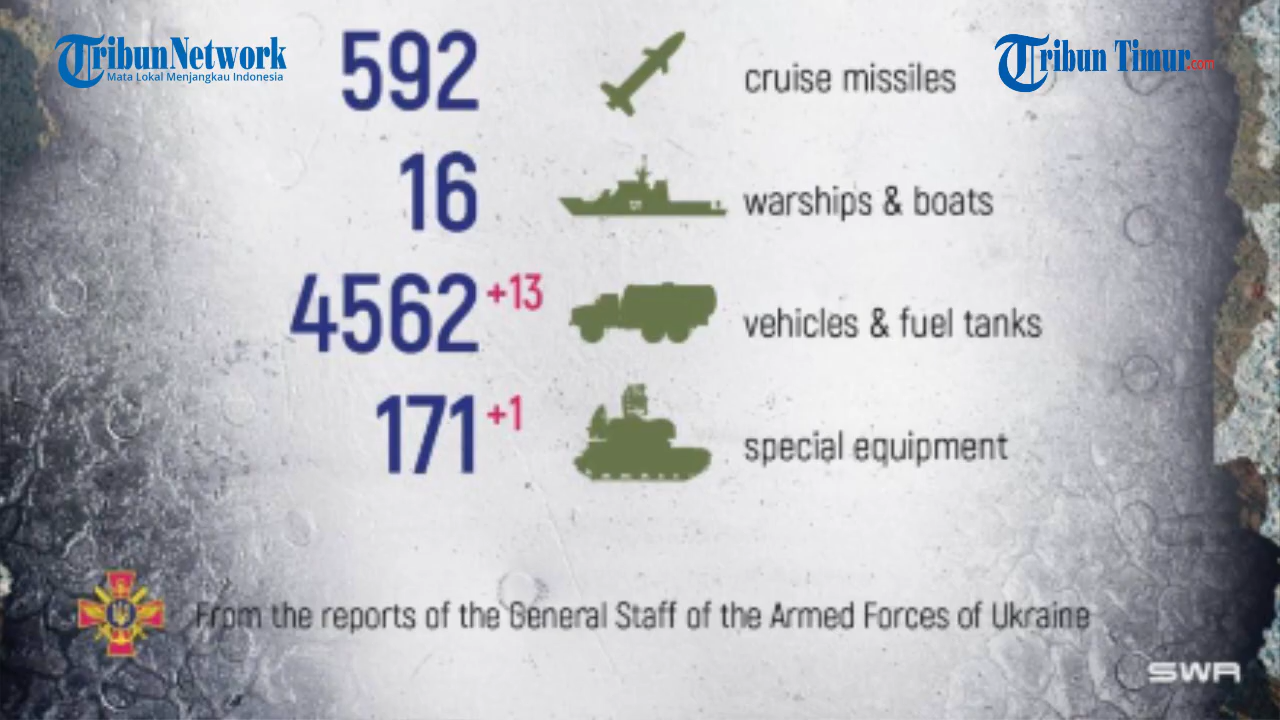 TribunNetwork
Mata Lokal Menjangkau Indonesia
Tribun Timur.com
592 cruise missiles
16 warships & boats
4562 +13 vehicles & fuel tanks
171 +1 special equipment
From the reports of the General Staff of the Armed Forces of Ukraine
SWA